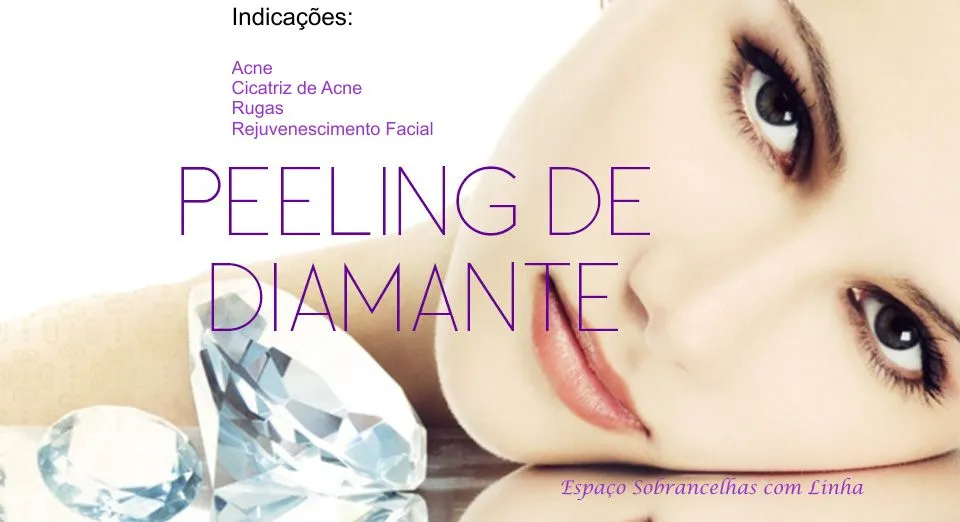 Indicações:
Acne
Cicatriz de Acne
Rugas
Rejuvenescimento Facial
PEELING DE
DIAMANTE
Espaço Sobrancelhas com Linha